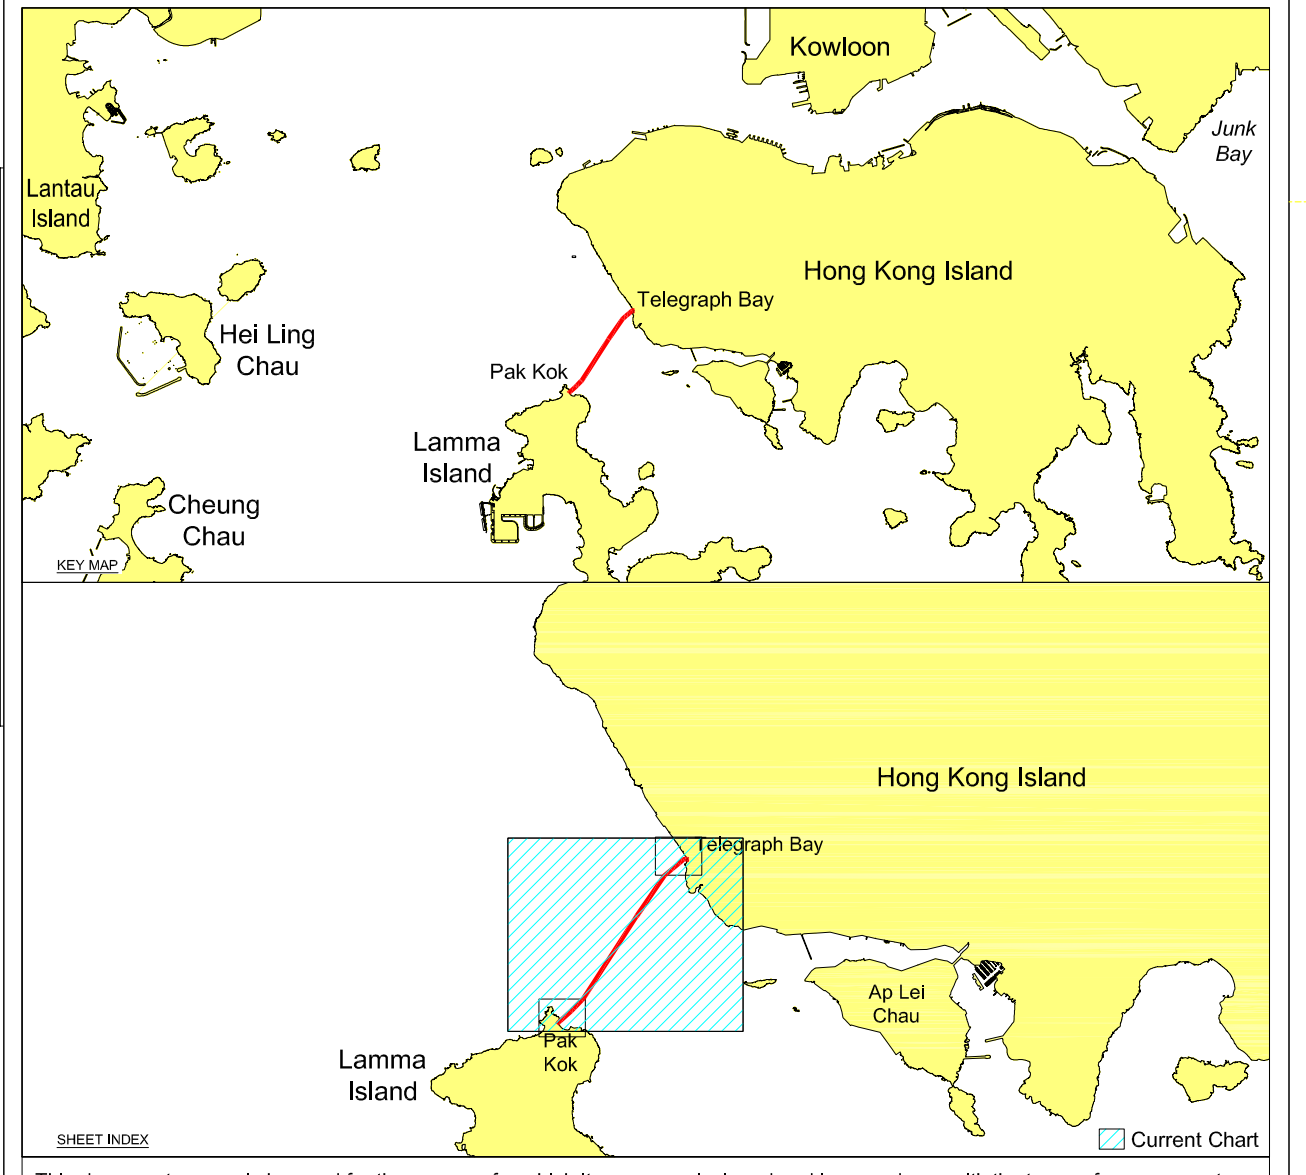 Kowloon
Junk
Bay
Lantau
Island
Hong Kong Island
Telegraph Bay
Hei Ling
Chau
Pak Kok
Lamma
Island
Cheung
Chau
KEY MAP
Hong Kong Island
Telegraph Bay
Ap Lei
Chau
Pak
Kok
Lamma
Island
SHEET INDEX
Current Chart